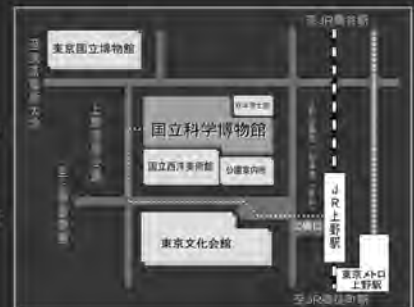 至JR鶯谷駅
東京国立博物館
国立科学博物館
国立西洋美術館
公園案内所
東京文化会館
公園口
JR上野駅
東京メトロ
上野駅
至JR御徒町駅